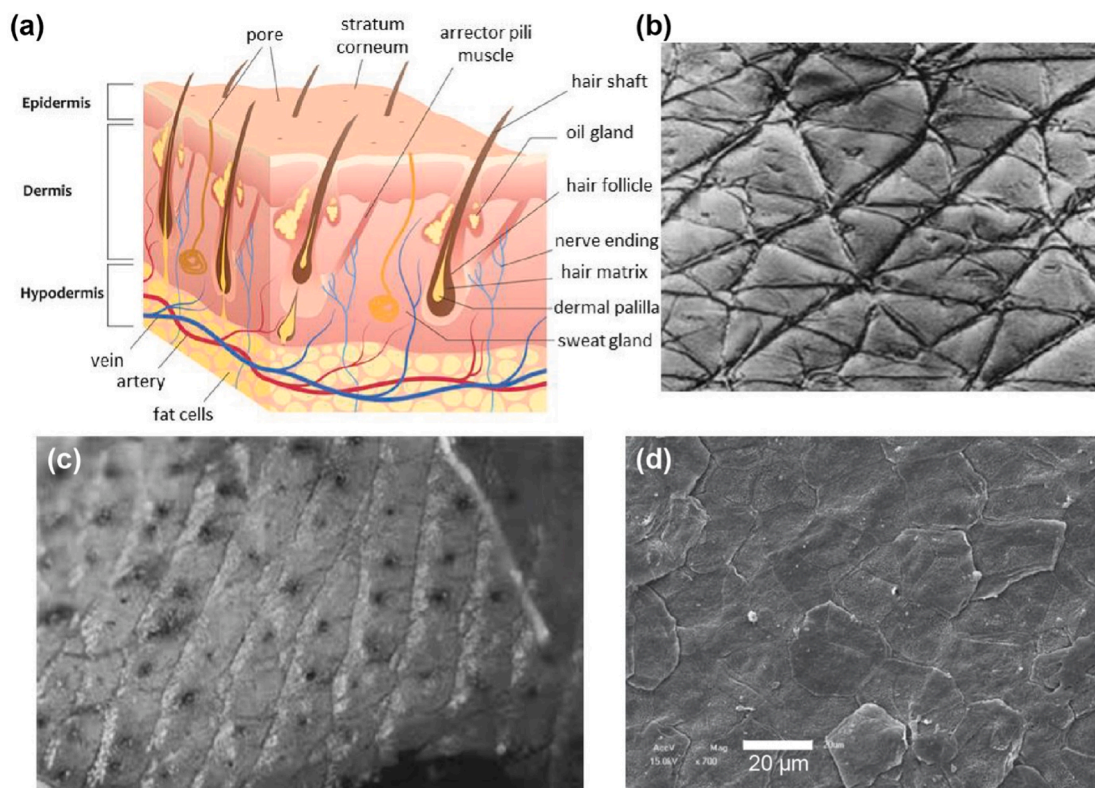 (a)
pore
stratum
corneum
arrector pili
muscle
hair shaft
oil gland
hair follicle
nerve ending
hair matrix
dermal palilla
sweat gland
Epidermis
Dermis
Hypodermis
vein
artery
fat cells
(b)
(c)
(d)
AccV
Mag
15.0kV
x700
20 µm